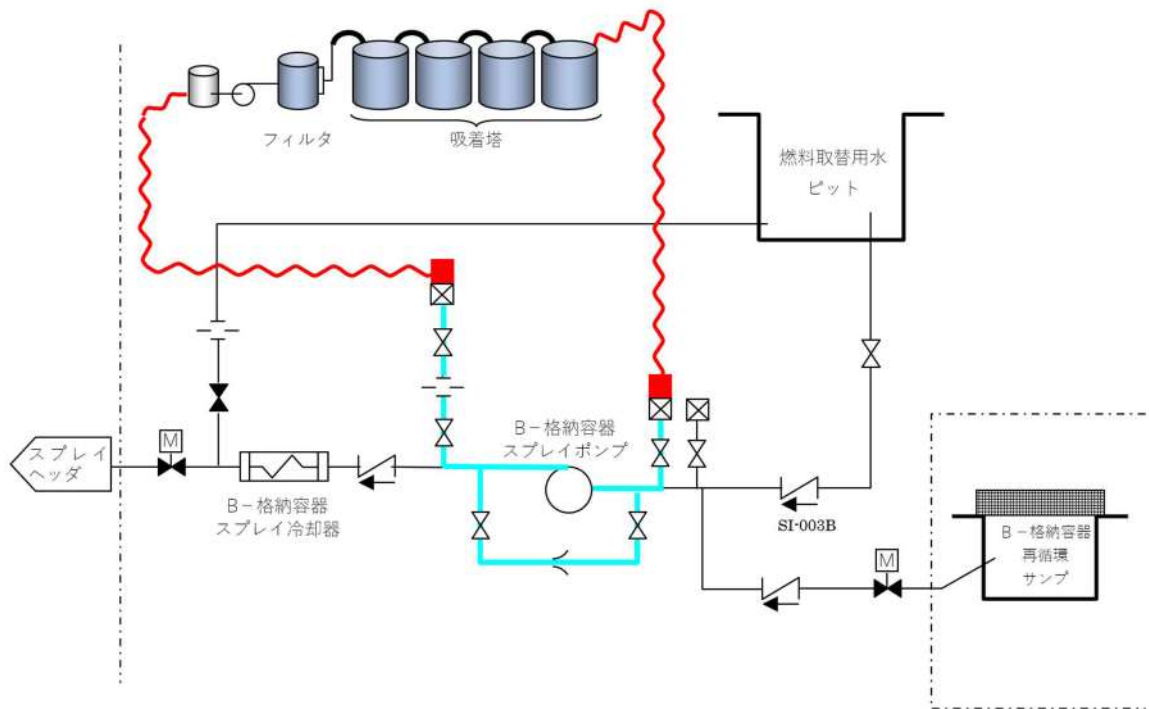 フィルタ
吸着塔
燃料取替用水
ピット
B-格納容器
スプレイポンプ
M
スプレイ
ヘッダ
B-格納容器
スプレイ冷却器
SI-003B
M
B-格納容器
再循環
サンプ